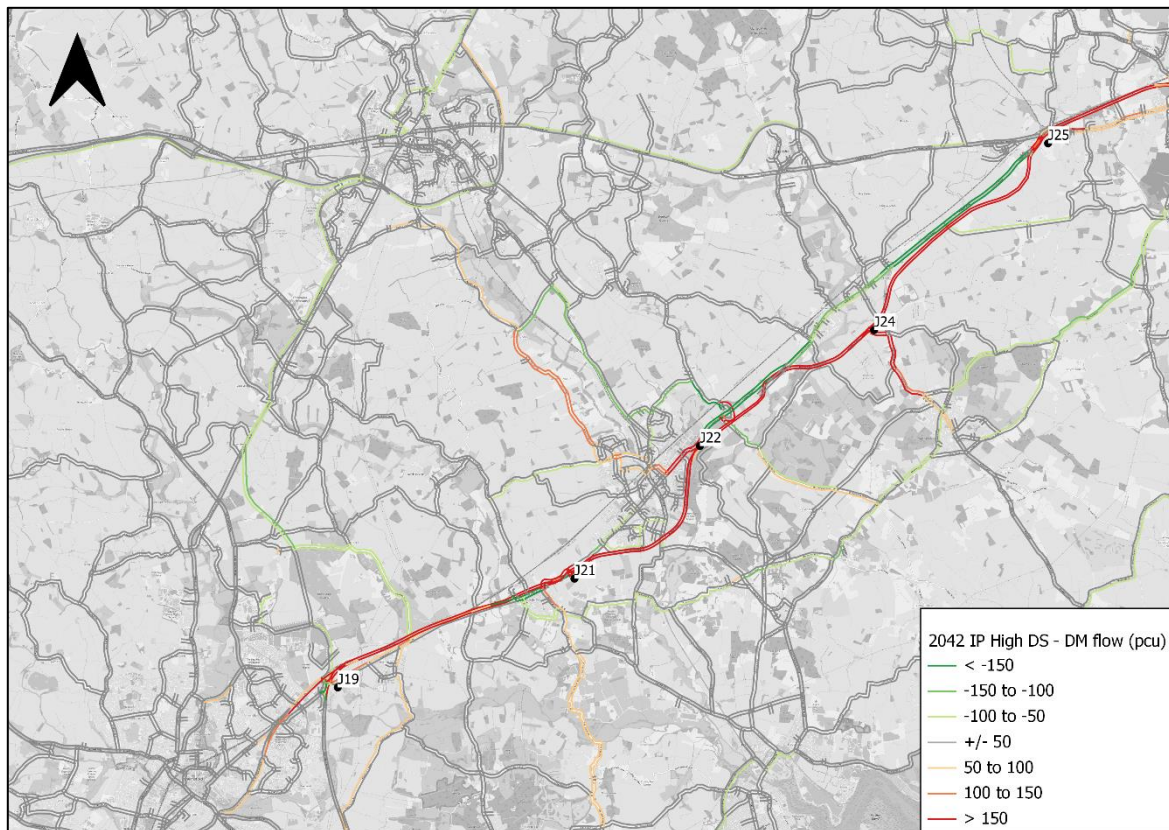 J25
J24
J22
J21
J19
2042 IP High DS - DM flow (pcu)
< -150
-150 to -100
-100 to -50
+/- 50
50 to 100
100 to 150
> 150